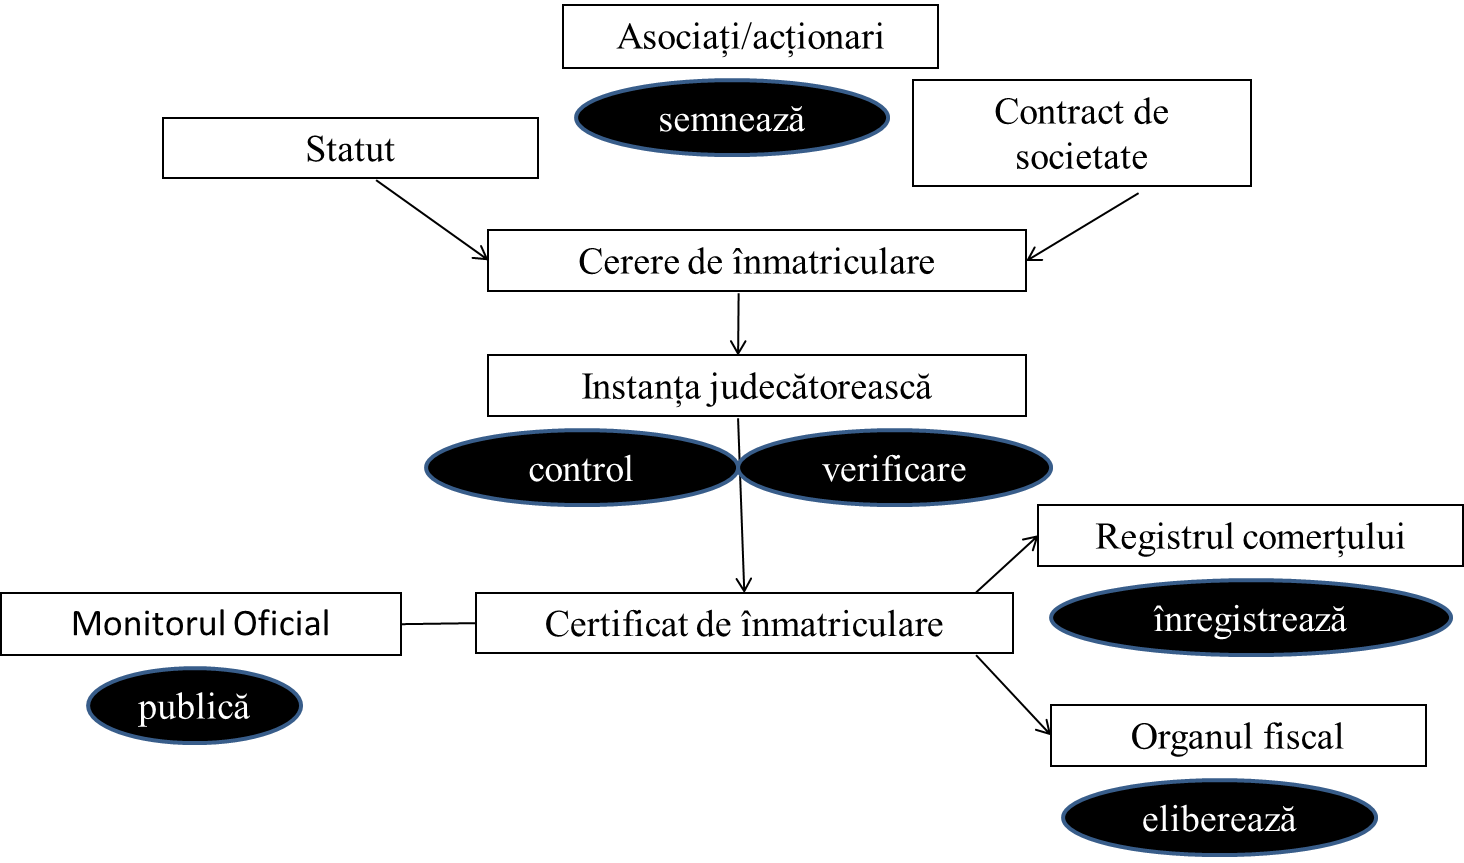 Asociați/acționari
semnează
Contract de
societate
Statut
Cerere de înmatriculare
Instanța judecătorească
control
verificare
Registrul comerțului
înregistrează
Monitorul Oficial
Certificat de înmatriculare
publică
Organul fiscal
eliberează